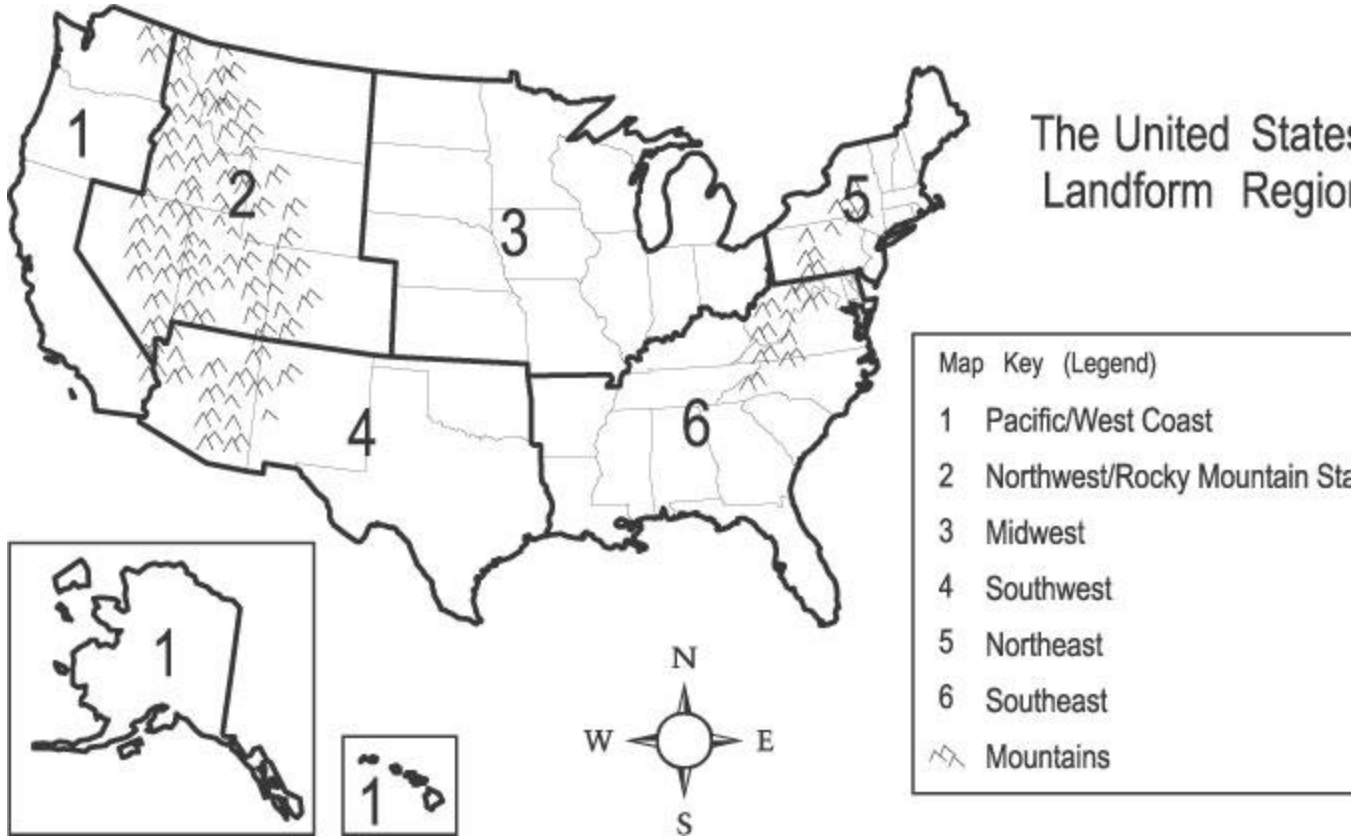 The United States
Landform Region
1
2
3
4
5
6
1
1
N
W E
S
Map Key (Legend)
1 Pacific/West Coast
2 Northwest/Rocky Mountain Sta
3 Midwest
4 Southwest
5 Northeast
6 Southeast
Mountains